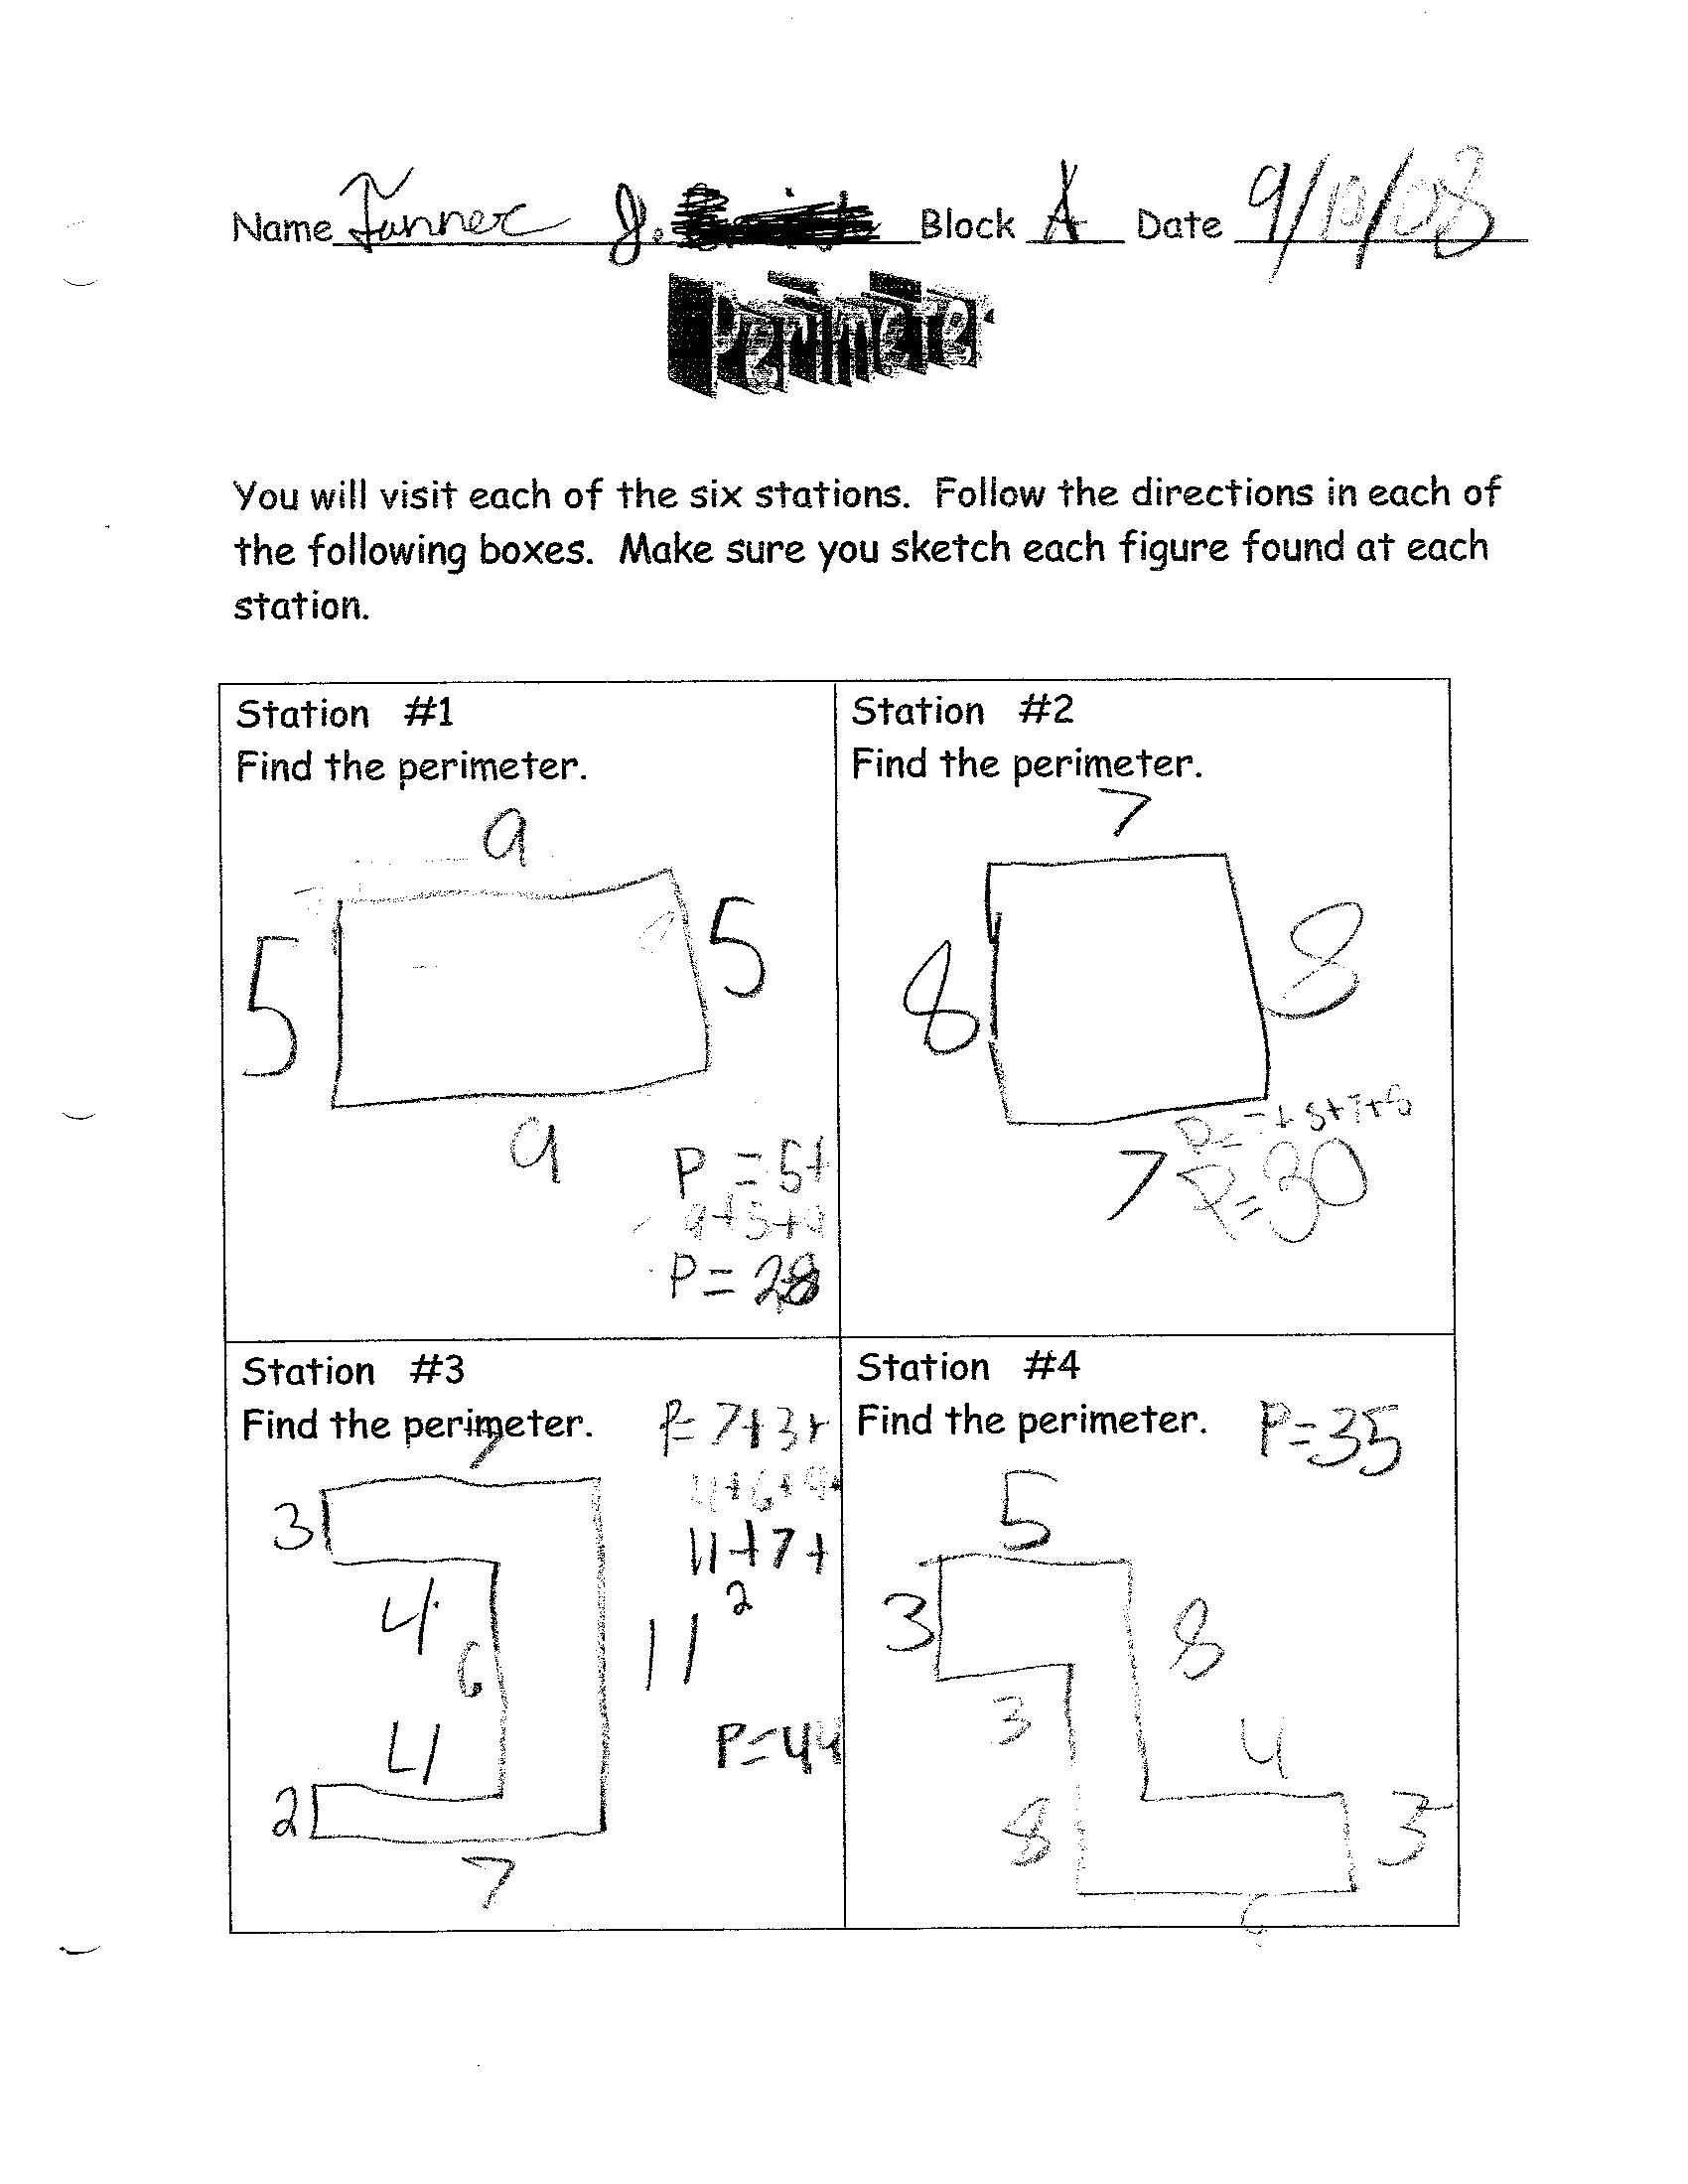 Name Tanner J. Block A Date 9/10/08
PERIMETER
You will visit each of the six stations. Follow the directions in each of
the following boxes. Make sure you sketch each figure found at each
station.
Station #1
Find the perimeter.
9
5
5
9
P = 5+
9+5+9
P = 28
Station #2
Find the perimeter.
7
8
8
7
P=30
Station #3
Find the perimeter.
7
3
4
6
4
2
7
11
P= 7+3+
4+6+4+
11+7+
2
P=44
Station #4
Find the perimeter.
P=35
5
3
8
3
4
8
3
6